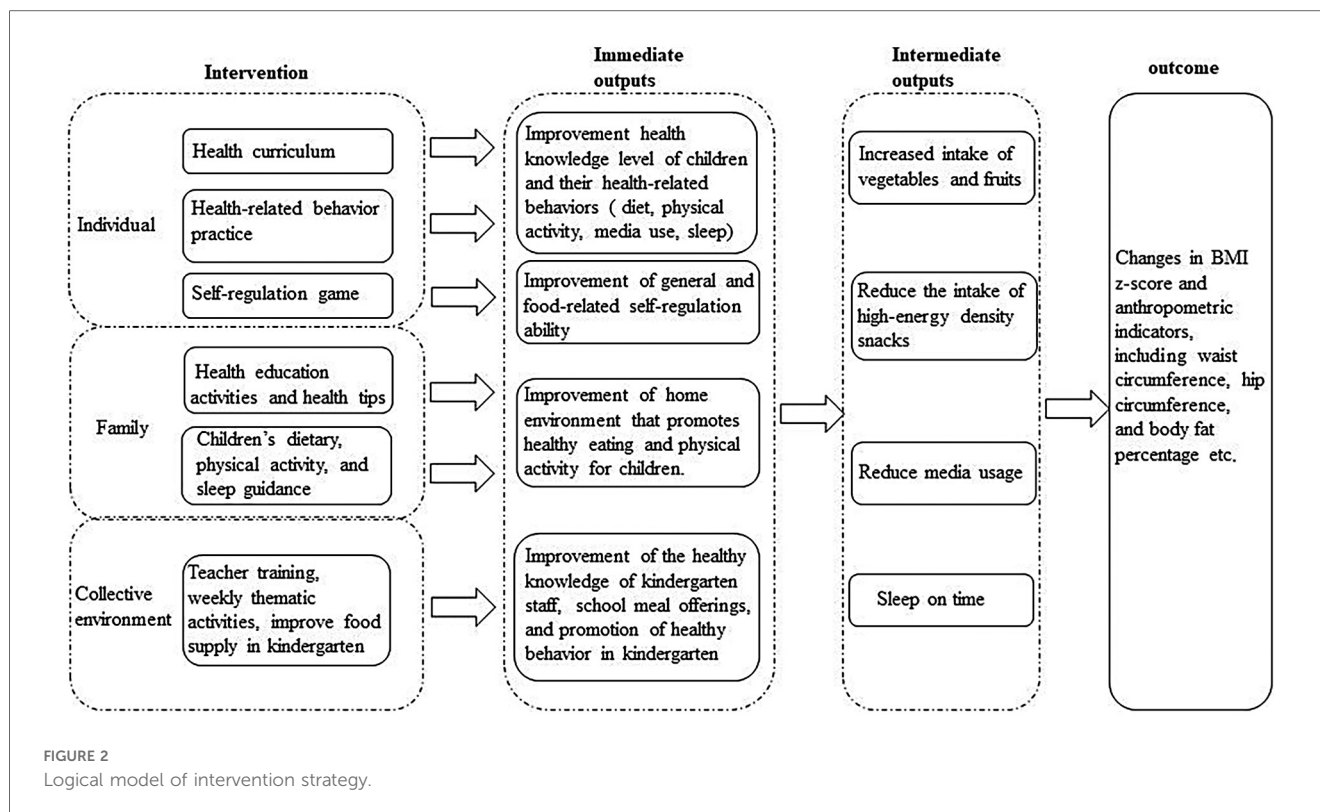 Intervention
Immediate
outputs
Intermediate
outputs
outcome
Individual
Health curriculum
Health-related behavior
practice
Self-regulation game
Family
Health education
activities and health tips
Children's dietary,
physical activity, and
sleep guidance
Collective
environment
Teacher training,
weekly thematic
activities, improve food
supply in kindergarten
Improvement health
knowledge level of children
and their health-related
behaviors ( diet, physical
activity, media use, sleep)
Improvement of general and
food-related self-regulation
ability
Improvement of home
environment that promotes
healthy eating and physical
activity for children.
Improvement of the healthy
knowledge of kindergarten
staff, school meal offerings,
and promotion of healthy
behavior in kindergarten
Increased intake of
vegetables and fruits
Reduce the intake of
high-energy density
snacks
Reduce media usage
Sleep on time
Changes in BMI
z-score and
anthropometric
indicators,
including waist
circumference, hip
circumference,
and body fat
percentage etc.
FIGURE 2
Logical model of intervention strategy.